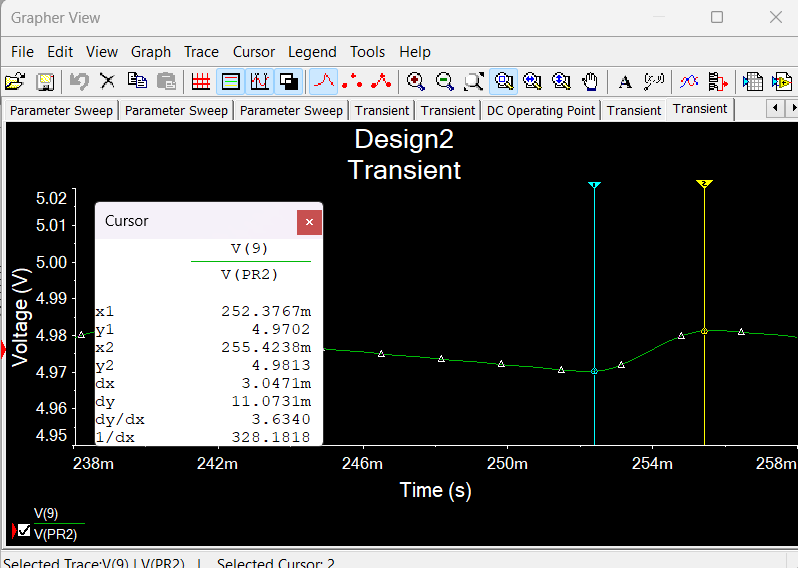 Grapher View
File Edit View Graph Trace Cursor Legend Tools Help
A
Parameter Sweep Parameter Sweep Parameter Sweep Transient Transient DC Operating Point Transient Transient
Design2
Transient
Voltage (V)
5.02
5.01
5.00
4.99
4.98
4.97
4.96
4.95
1
2
Cursor
V(9)
V(PR2)
x1 252.3767m
y1 4.9702
x2 255.4238m
y2 4.9813
dx 3.0471m
dy 11.0731m
dy/dx 3.6340
1/dx 328.1818
238m 242m 246m 250m 254m 258m
Time (s)
V(9)
V(PR2)
Selected Trace:V(9) | V(PR2) | Selected Cursor: 2